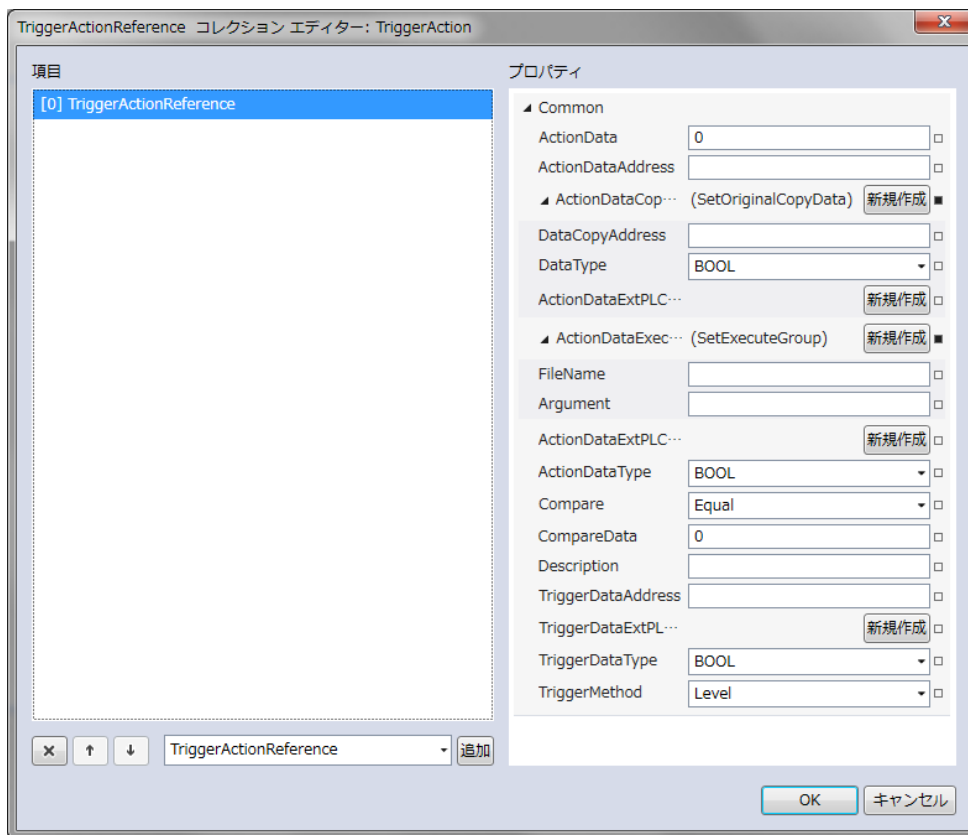 TriggerActionReference コレクション エディター: TriggerAction
項目
[0] TriggerActionReference
TriggerActionReference
追加
プロパティ
Common
ActionData 0
ActionDataAddress
ActionDataCop… (SetOriginalCopyData) 新規作成
DataCopyAddress
DataType BOOL
ActionDataExtPLC… 新規作成
ActionDataExec… (SetExecuteGroup) 新規作成
FileName
Argument
ActionDataExtPLC… 新規作成
ActionDataType BOOL
Compare Equal
CompareData 0
Description
TriggerDataAddress
TriggerDataExtPL… 新規作成
TriggerDataType BOOL
TriggerMethod Level
OK
キャンセル